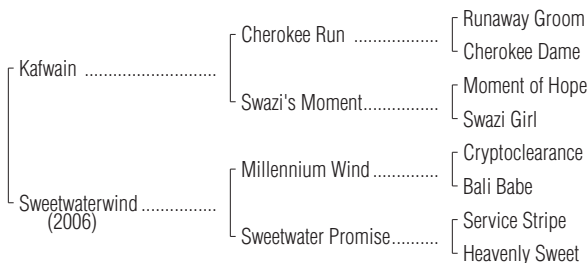 Runaway Groom
Cherokee Run ..................
Cherokee Dame
Kafwain ............................
Moment of Hope
Swazi's Moment................
Swazi Girl
Cryptoclearance
Millennium Wind ..............
Bali Babe
Sweetwaterwind ................
(2006)
Service Stripe
Sweetwater Promise..........
Heavenly Sweet